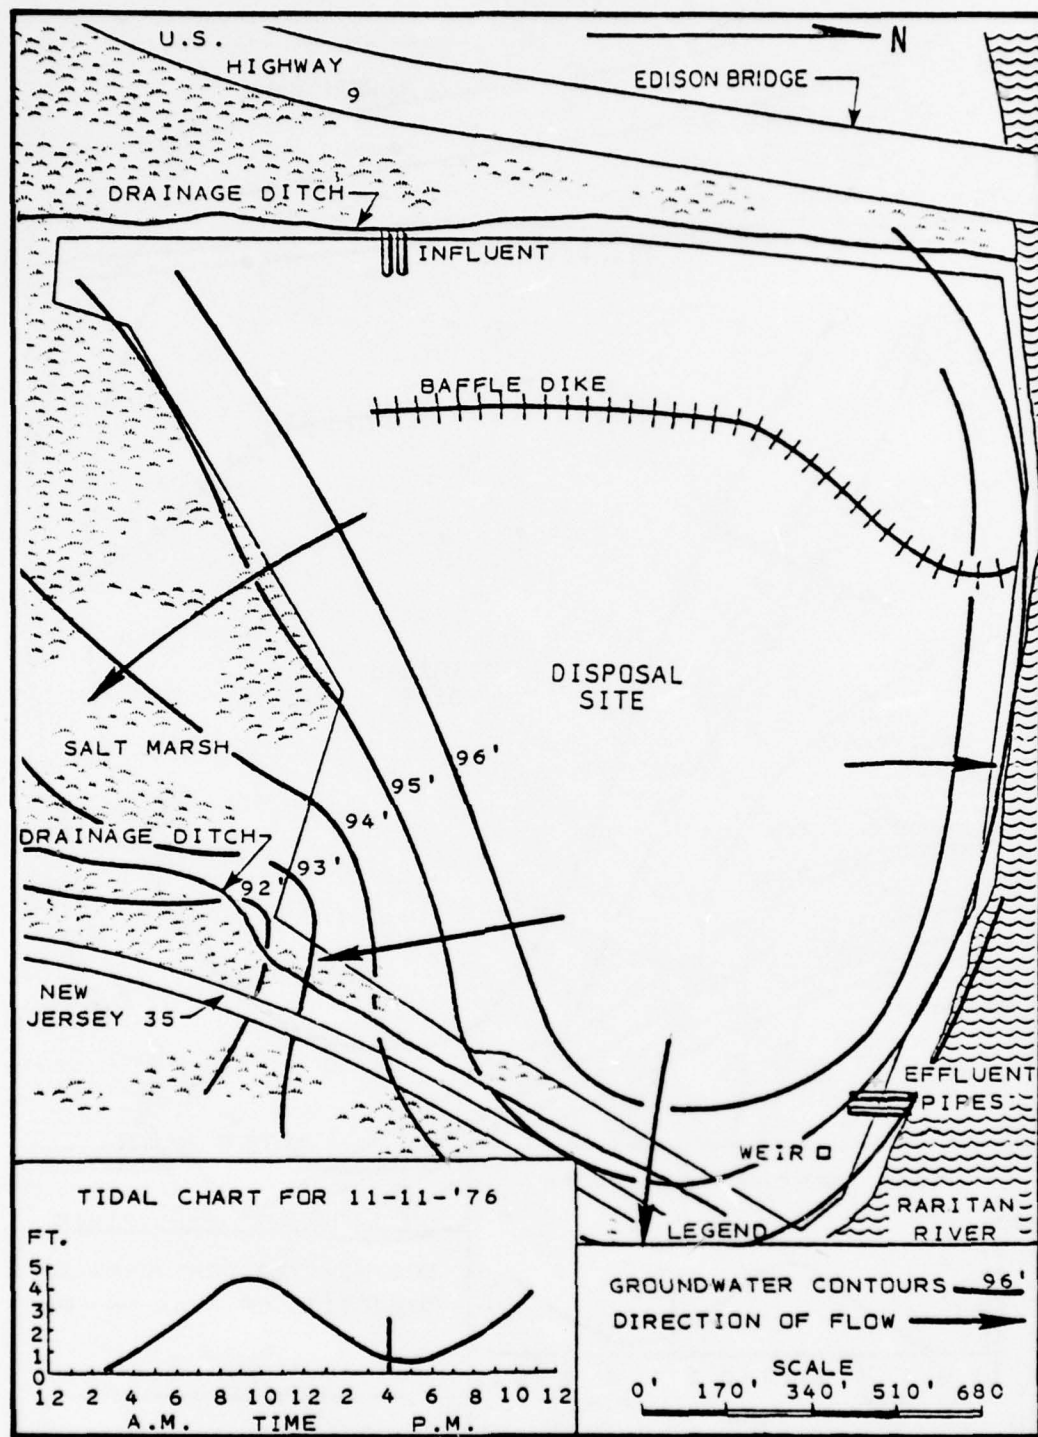 U.S.
HIGHWAY
9
N
EDISON BRIDGE
DRAINAGE DITCH
INFLUENT
BAFFLE DIKE
DISPOSAL
SITE
SALT MARSH
96'
95'
94'
DRAINAGE DITCH
93'
92'
NEW
JERSEY 35
EFFLUENT
PIPES
WEIR
RARITAN
RIVER
LEGEND
TIDAL CHART FOR 11-11-'76
FT.
5
4
3
2
1
0
12 2 4 6 8 10 12 2 4 6 8 10 12
A.M. TIME P.M.
GROUNDWATER CONTOURS 96'
DIRECTION OF FLOW
SCALE
0' 170' 340' 510' 680